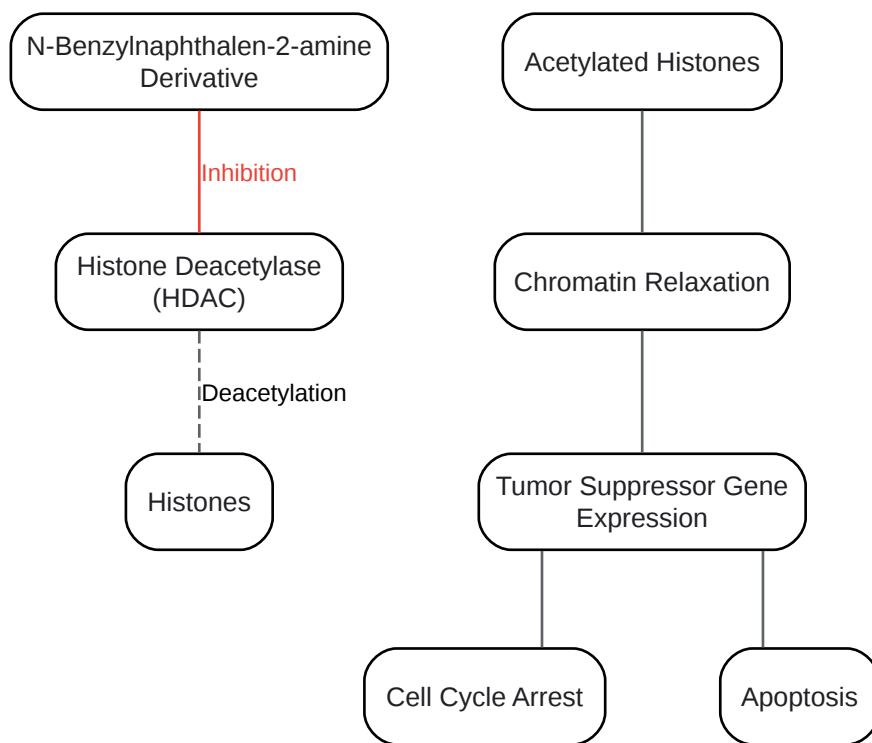 N-Benzylnaphthalen-2-amine
Derivative
Inhibition
Histone Deacetylase
(HDAC)
Deacetylation
Histones
Acetylated Histones
Chromatin Relaxation
Tumor Suppressor Gene
Expression
Cell Cycle Arrest
Apoptosis